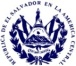 REPUBLICA DE EL SALVADOR EN LA AMERICA CENTRAL